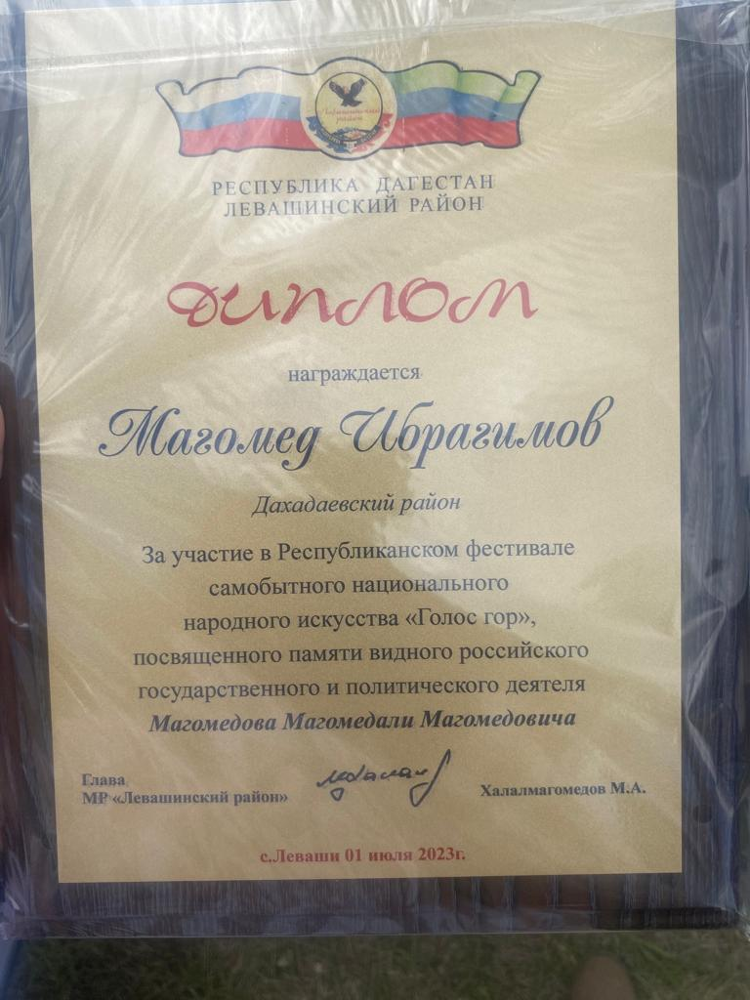 Левашинский
район
РЕСПУБЛИКА ДАГЕСТАН
ЛЕВАШИНСКИЙ РАЙОН
ДИПЛОМ
награждается
Магомед Ибрагимов
Дахадаевский район
За участие в Республиканском фестивале
самобытного национального
народного искусства «Голос гор»,
посвященного памяти видного российского
государственного и политического деятеля
Магомедова Магомедали Магомедовича
Глава
МР «Левашинский район»
Халалмагомедов М.А.
с.Леваши 01 июля 2023г.